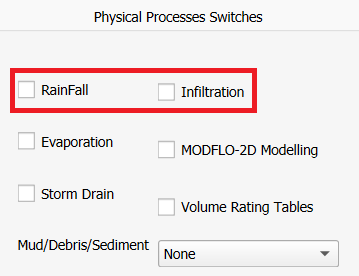 Physical Processes Switches
RainFall Infiltration
Evaporation MODFLO-2D Modelling
Storm Drain Volume Rating Tables
Mud/Debris/Sediment None